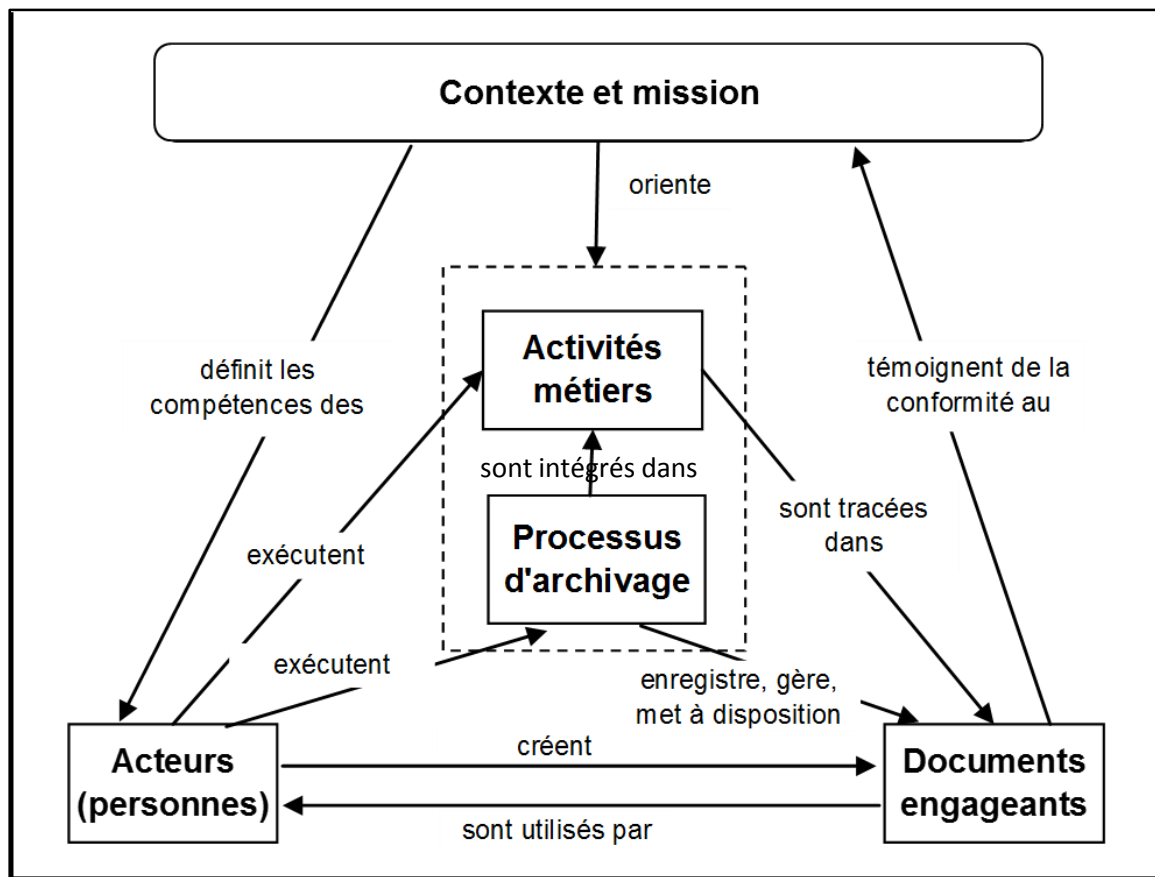 Contexte et mission
oriente
définit les
compétences des
Activités
métiers
témoignent de la
conformité au
sont intégrés dans
sont tracées
dans
Processus
d'archivage
exécutent
exécutent
enregistre, gère,
met à disposition
Acteurs
(personnes)
créent
sont utilisés par
Documents
engageants